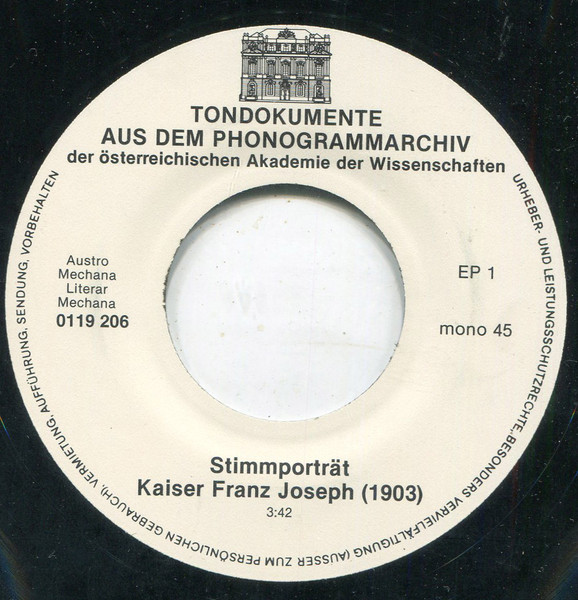 TONDOKUMENTE
AUS DEM PHONOGRAMMARCHIV
der österreichischen Akademie der Wissenschaften
Austro
Mechana
Literar
Mechana
0119 206
EP 1
mono 45
Stimmporträt
Kaiser Franz Joseph (1903)
3:42
URHEBER- UND LEISTUNGSSCHUTZRECHTE, BESONDERS VERVIELFÄLTIGUNG (AUSSER ZUM PERSÖNLICHEN GEBRAUCH), VERMIETUNG, AUFFÜHRUNG, SENDUNG, VORBEHALTEN